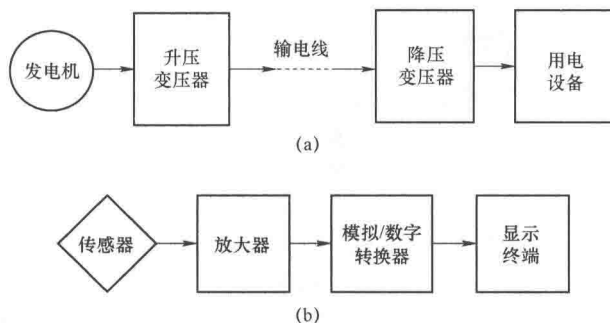 发电机
升压
变压器
输电线
降压
变压器
用电
设备
(a)
传感器
放大器
模拟/数字
转换器
显示
终端
(b)